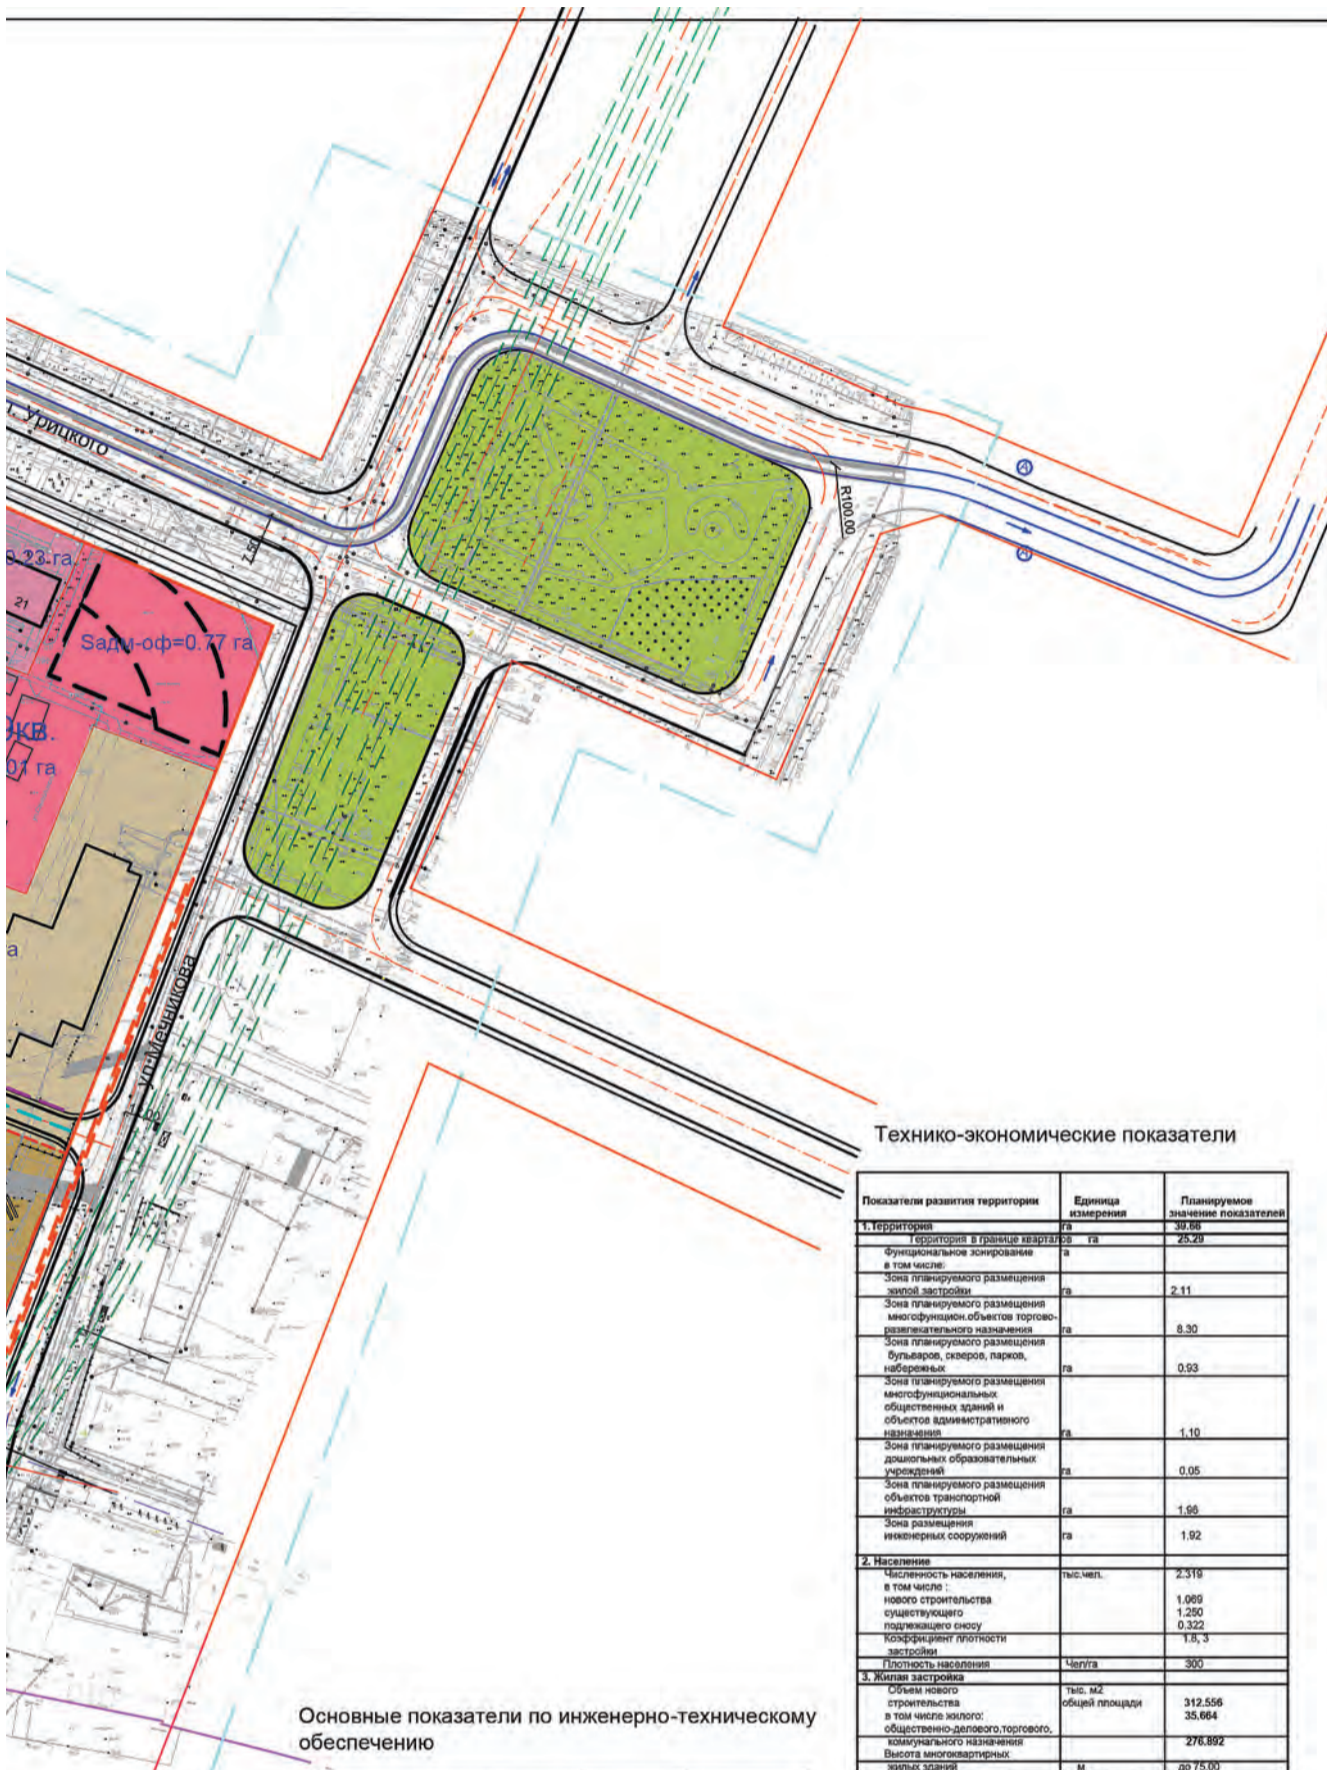 Урицкого
7.50
R100.00
0.23 га
21
Sадм-оф=0.77 га
кв.
01 га
а
ул.Мечникова
Технико-экономические показатели
Показатели развития территории Единица измерения Планируемое значение показателей
1.Территория га 39.66
Территория в границе кварталов га 25.29
Функциональное зонирование га
в том числе:
Зона планируемого размещения
жилой застройки га 2.11
Зона планируемого размещения
многофункцион.объектов торгово-
развлекательного назначения га 8.30
Зона планируемого размещения
бульваров, скверов, парков,
набережных га 0.93
Зона планируемого размещения
многофункциональных
общественных зданий и
объектов административного
назначения га 1.10
Зона планируемого размещения
дошкольных образовательных
учреждений га 0.05
Зона планируемого размещения
объектов транспортной
инфраструктуры га 1.96
Зона размещения
инженерных сооружений га 1.92
2. Население
Численность населения, тыс.чел. 2.319
в том числе :
нового строительства 1.069
существующего 1.250
подлежащего сносу 0.322
Коэффициент плотности 1.8, 3
застройки
Плотность населения Чел/га 300
3. Жилая застройка
Объем нового тыс. м2
строительства общей площади 312.556
в том числе жилого: 35.664
общественно-делового,торгового,
коммунального назначения 276.892
Высота многоквартирных
жилых зданий м до 75.00
Основные показатели по инженерно-техническому
обеспечению